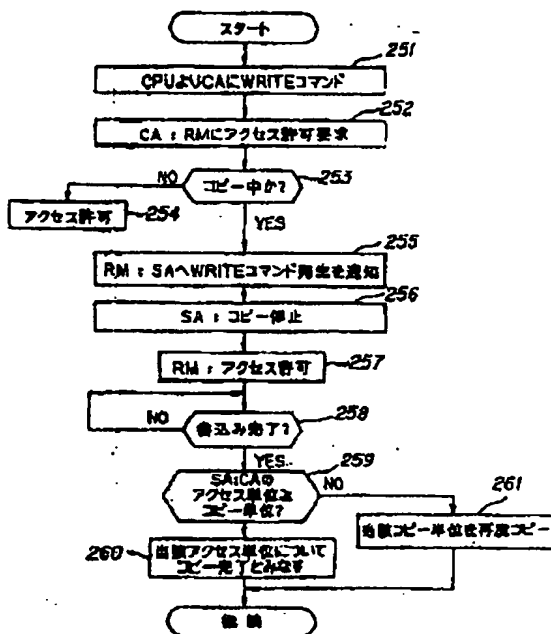 スタート
251
CPUよりCAにWRITEコマンド
252
CA:RMにアクセス許可要求
コピー中か?
253
NO
アクセス許可
254
YES
255
RM:SAへWRITEコマンド発生を通知
256
SA:コピー停止
RM:アクセス許可
257
258
NO
書込み完了?
YES
259
SA:CAの
アクセス単位≧
コピー単位?
NO
261
当該コピー単位を再度コピー
260
当該アクセス単位について
コピー完了とみなす